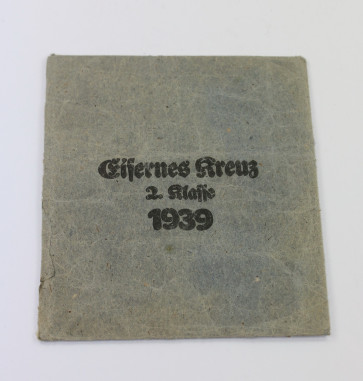 Eisernes Kreuz
2. Klasse
1939